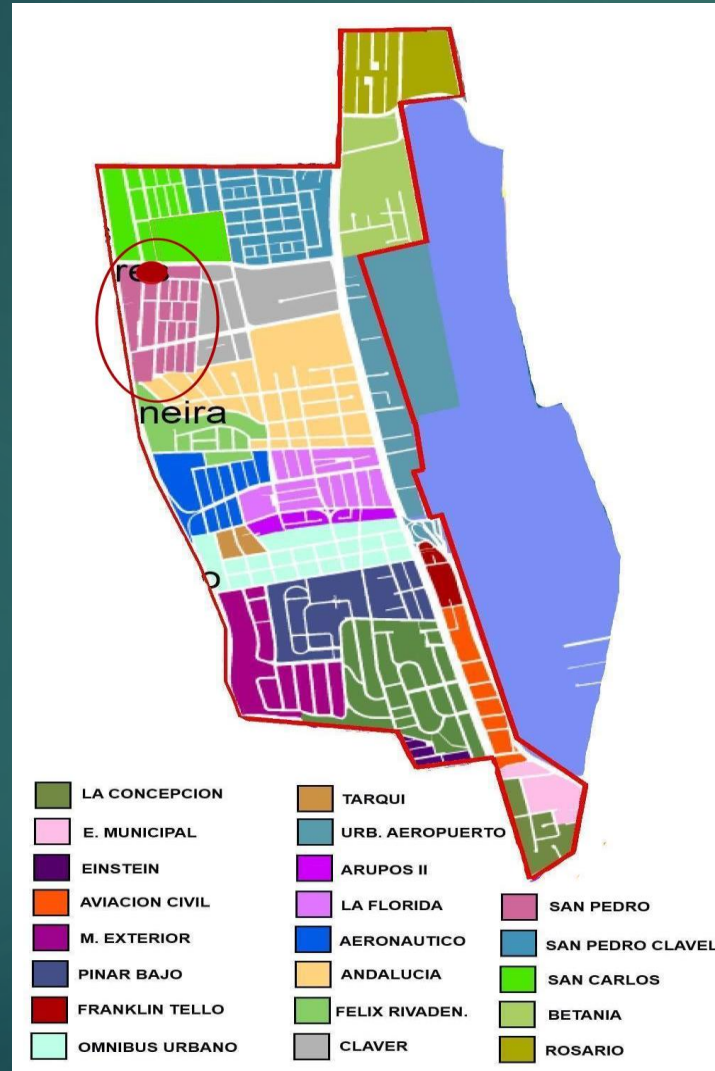 res
neira
o
LA CONCEPCION
E. MUNICIPAL
EINSTEIN
AVIACION CIVIL
M. EXTERIOR
PINAR BAJO
FRANKLIN TELLO
OMNIBUS URBANO
TARQUI
URB. AEROPUERTO
ARUPOS II
LA FLORIDA
AERONAUTICO
ANDALUCIA
FELIX RIVADEN.
CLAVER
SAN PEDRO
SAN PEDRO CLAVEL
SAN CARLOS
BETANIA
ROSARIO